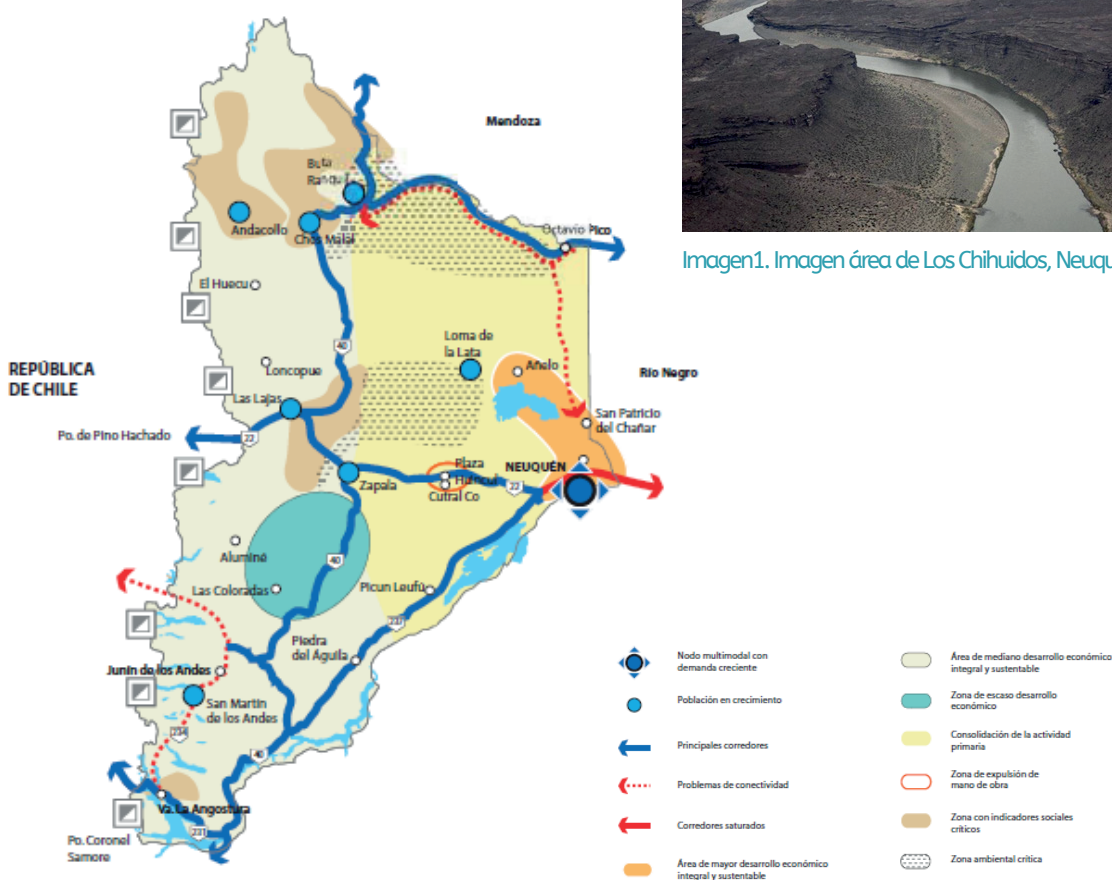 Mendoza
Buta
Ranquil
Andacollo
Chos Malal
Octavio Pico
El Huecu
40
Loma de
la Lata
Añelo
Río Negro
REPÚBLICA
DE CHILE
Loncopue
Las Lajas
San Patricio
del Chañar
Po. de Pino Hachado
22
Plaza
Huincul
NEUQUÉN
Zapala
Cutral Co
22
Aluminé
40
Las Coloradas
Picun Leufú
237
Piedra
del Águila
Junín de los Andes
San Martín
de los Andes
234
40
Va. La Angostura
231
Po. Coronel
Samore
Imagen1. Imagen área de Los Chihuidos, Neuqu
Nodo multimodal con
demanda creciente
Población en crecimiento
Principales corredores
Problemas de conectividad
Corredores saturados
Área de mayor desarrollo económico
integral y sustentable
Área de mediano desarrollo económico
integral y sustentable
Zona de escaso desarrollo
económico
Consolidación de la actividad
primaria
Zona de expulsión de
mano de obra
Zona con indicadores sociales
críticos
Zona ambiental crítica